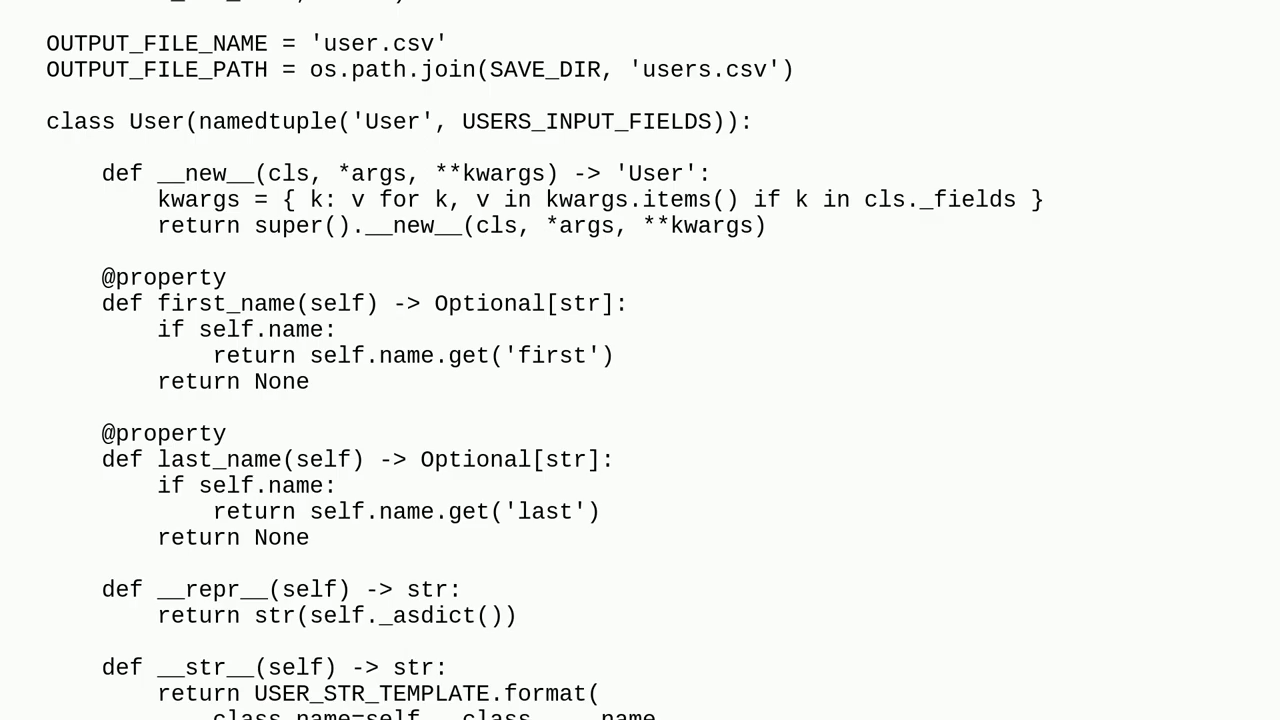 OUTPUT_FILE_NAME = 'user.csv'
OUTPUT_FILE_PATH = os.path.join(SAVE_DIR, 'users.csv')
class User(namedtuple('User', USERS_INPUT_FIELDS)):
    def __new__(cls, *args, **kwargs) -> 'User':
        kwargs = { k: v for k, v in kwargs.items() if k in cls._fields }
        return super().__new__(cls, *args, **kwargs)
    @property
    def first_name(self) -> Optional[str]:
        if self.name:
            return self.name.get('first')
        return None
    @property
    def last_name(self) -> Optional[str]:
        if self.name:
            return self.name.get('last')
        return None
    def __repr__(self) -> str:
        return str(self._asdict())
    def __str__(self) -> str:
        return USER_STR_TEMPLATE.format(